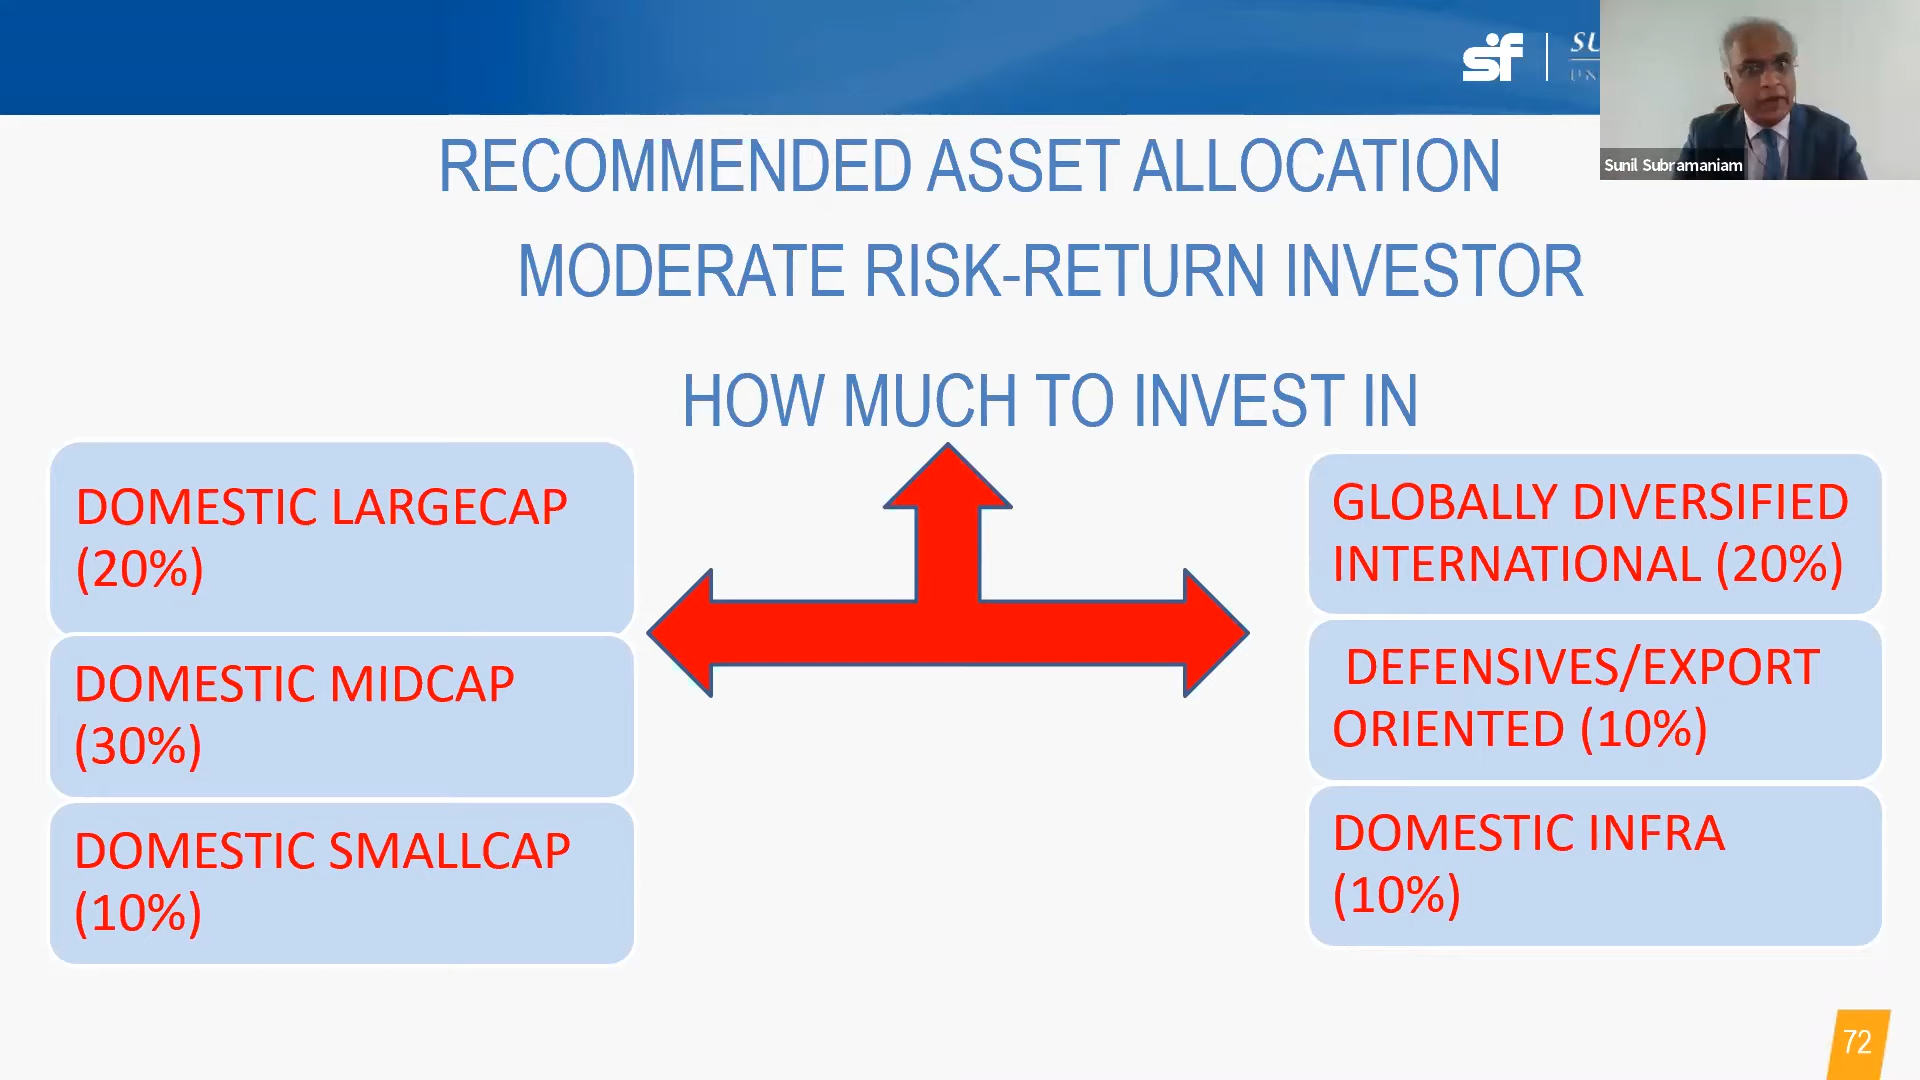 sf
Sunil Subramaniam
RECOMMENDED ASSET ALLOCATION
MODERATE RISK-RETURN INVESTOR
HOW MUCH TO INVEST IN
DOMESTIC LARGECAP
(20%)
DOMESTIC MIDCAP
(30%)
DOMESTIC SMALLCAP
(10%)
GLOBALLY DIVERSIFIED
INTERNATIONAL (20%)
DEFENSIVES/EXPORT
ORIENTED (10%)
DOMESTIC INFRA
(10%)
72